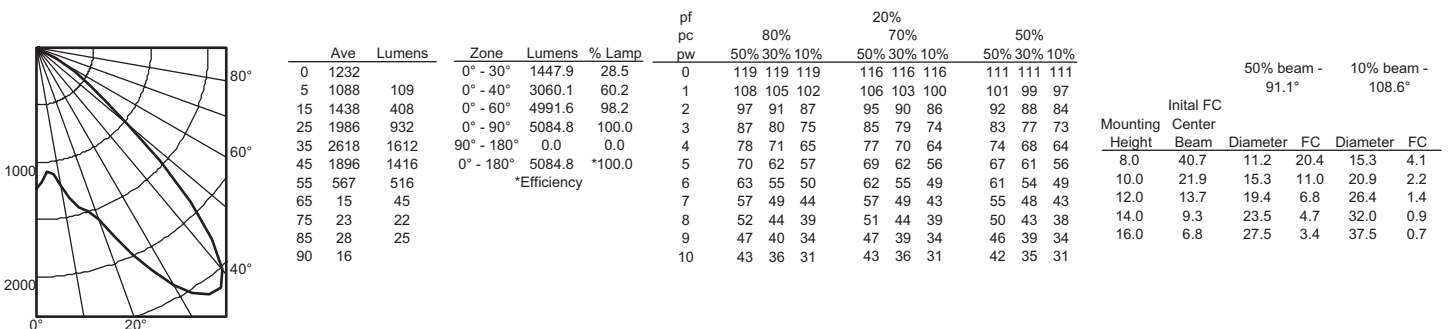 1000
2000
0°
20°
40°
60°
80°
Ave Lumens
0 1232
5 1088 109
15 1438 408
25 1986 932
35 2618 1612
45 1896 1416
55 567 516
65 15 45
75 23 22
85 28 25
90 16
Zone Lumens % Lamp
0° - 30° 1447.9 28.5
0° - 40° 3060.1 60.2
0° - 60° 4991.6 98.2
0° - 90° 5084.8 100.0
90° - 180° 0.0 0.0
0° - 180° 5084.8 *100.0
*Efficiency
pf 20%
pc 80% 70% 50%
pw 50% 30% 10% 50% 30% 10% 50% 30% 10%
0 119 119 119 116 116 116 111 111 111
1 108 105 102 106 103 100 101 99 97
2 97 91 87 95 90 86 92 88 84
3 87 80 75 85 79 74 83 77 73
4 78 71 65 77 70 64 74 68 64
5 70 62 57 69 62 56 67 61 56
6 63 55 50 62 55 49 61 54 49
7 57 49 44 57 49 43 55 48 43
8 52 44 39 51 44 39 50 43 38
9 47 40 34 47 39 34 46 39 34
10 43 36 31 43 36 31 42 35 31
50% beam - 10% beam -
91.1° 108.6°
Inital FC
Mounting Center
Height Beam Diameter FC Diameter FC
8.0 40.7 11.2 20.4 15.3 4.1
10.0 21.9 15.3 11.0 20.9 2.2
12.0 13.7 19.4 6.8 26.4 1.4
14.0 9.3 23.5 4.7 32.0 0.9
16.0 6.8 27.5 3.4 37.5 0.7